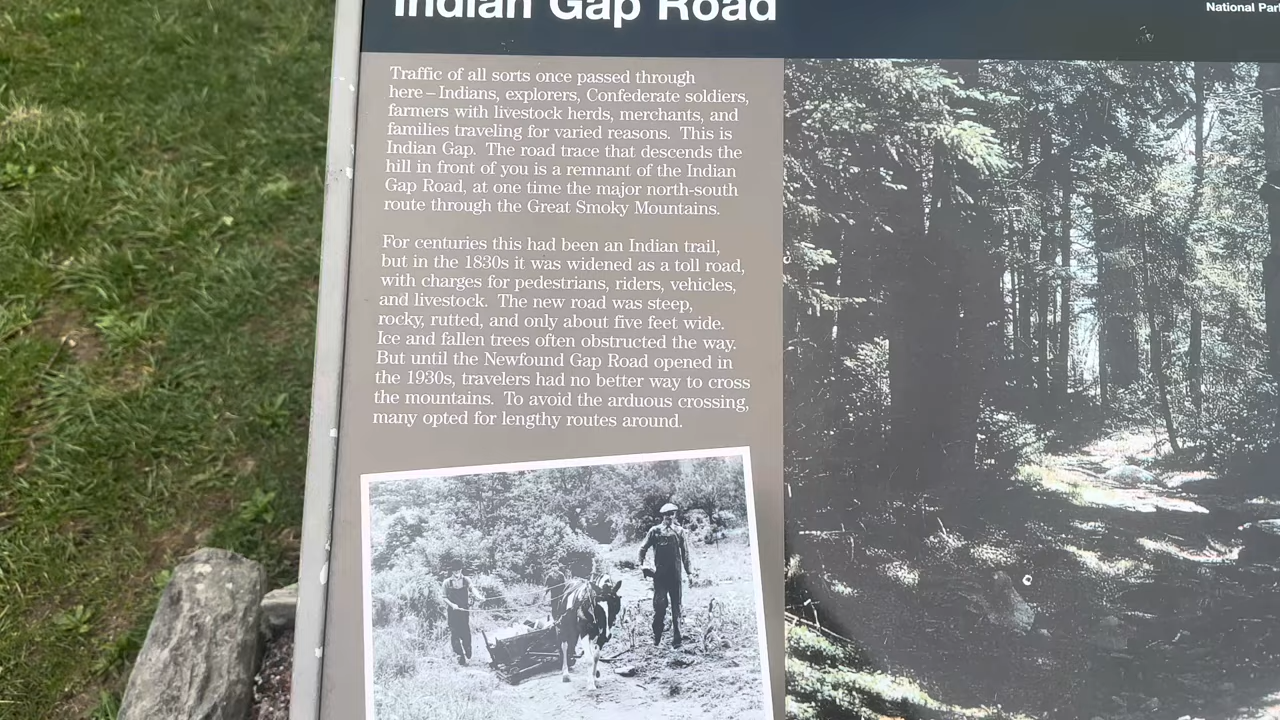 Indian Gap Road
National Park
Traffic of all sorts once passed through
here – Indians, explorers, Confederate soldiers,
farmers with livestock herds, merchants, and
families traveling for varied reasons. This is
Indian Gap. The road trace that descends the
hill in front of you is a remnant of the Indian
Gap Road, at one time the major north-south
route through the Great Smoky Mountains.
For centuries this had been an Indian trail,
but in the 1830s it was widened as a toll road,
with charges for pedestrians, riders, vehicles,
and livestock. The new road was steep,
rocky, rutted, and only about five feet wide.
Ice and fallen trees often obstructed the way.
But until the Newfound Gap Road opened in
the 1930s, travelers had no better way to cross
the mountains. To avoid the arduous crossing,
many opted for lengthy routes around.